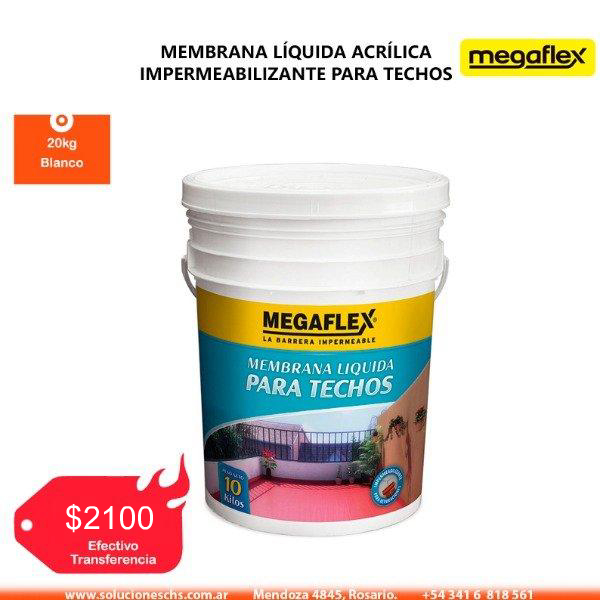 MEMBRANA LÍQUIDA ACRÍLICA
IMPERMEABILIZANTE PARA TECHOS
megaflex
20kg
Blanco
MEGAFLEX®
LA BARRERA IMPERMEABLE
MEMBRANA LIQUIDA
PARA TECHOS
10
Kilos
$2100
Efectivo
Transferencia
www.solucioneschs.com.ar
Mendoza 4845, Rosario.
+54 341 6 818 561